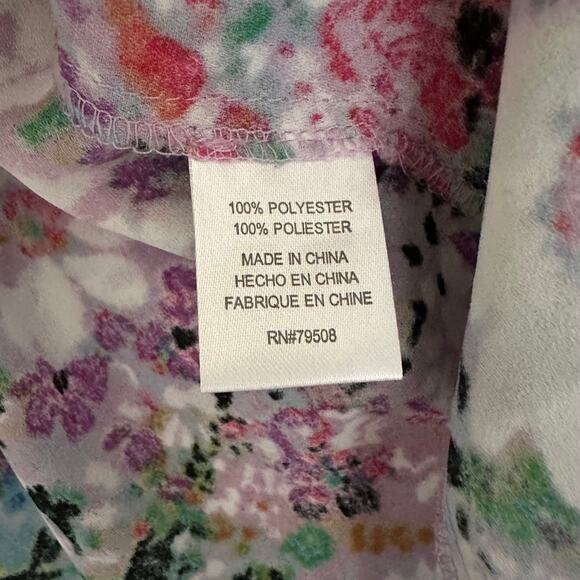 100% POLYESTER
100% POLIESTER
MADE IN CHINA
HECHO EN CHINA
FABRIQUE EN CHINE
RN#79508